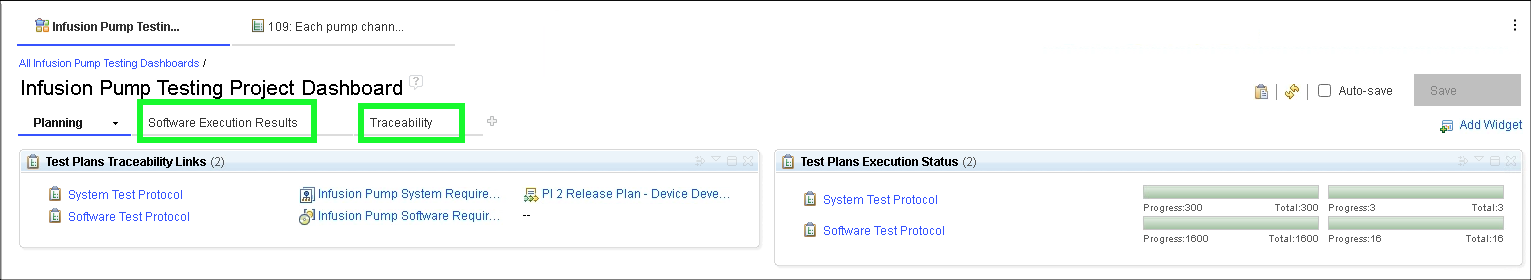 Infusion Pump Testin...
109: Each pump chann...
All Infusion Pump Testing Dashboards /
Infusion Pump Testing Project Dashboard ?
Auto-save
Save
Planning
Software Execution Results
Traceability
Add Widget
Test Plans Traceability Links (2)
System Test Protocol
Infusion Pump System Require...
PI 2 Release Plan - Device Deve...
Software Test Protocol
Infusion Pump Software Requir...
--
Test Plans Execution Status (2)
System Test Protocol
Progress:300 Total:300
Progress:3 Total:3
Software Test Protocol
Progress:1600 Total:1600
Progress:16 Total:16